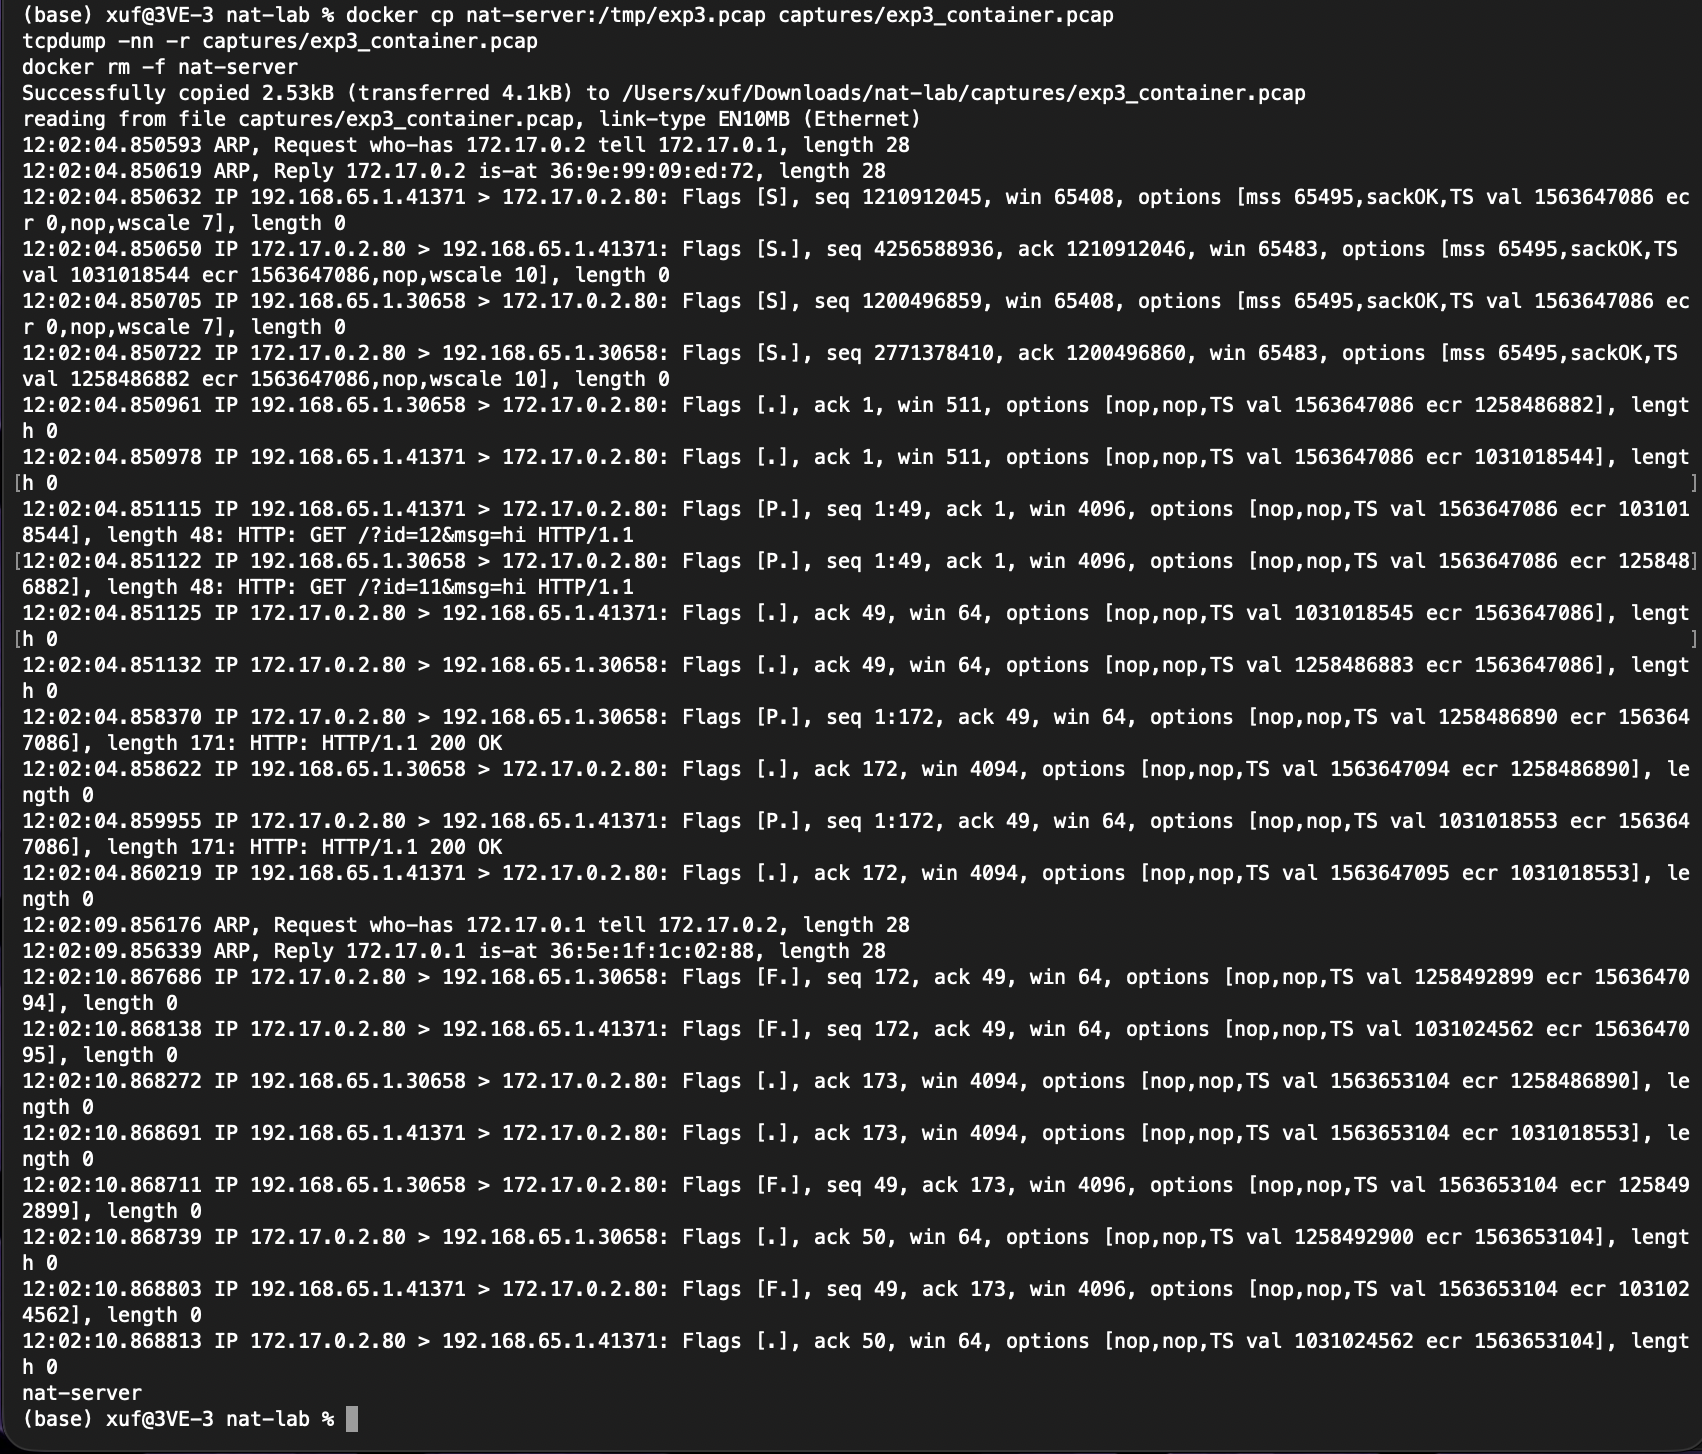 (base) xuf@3VE-3 nat-lab % docker cp nat-server:/tmp/exp3.pcap captures/exp3_container.pcap
tcpdump -nn -r captures/exp3_container.pcap
docker rm -f nat-server
Successfully copied 2.53kB (transferred 4.1kB) to /Users/xuf/Downloads/nat-lab/captures/exp3_container.pcap
reading from file captures/exp3_container.pcap, link-type EN10MB (Ethernet)
12:02:04.850593 ARP, Request who-has 172.17.0.2 tell 172.17.0.1, length 28
12:02:04.850619 ARP, Reply 172.17.0.2 is-at 36:9e:99:09:ed:72, length 28
12:02:04.850632 IP 192.168.65.1.41371 > 172.17.0.2.80: Flags [S], seq 1210912045, win 65408, options [mss 65495,sackOK,TS val 1563647086 ec
r 0,nop,wscale 7], length 0
12:02:04.850650 IP 172.17.0.2.80 > 192.168.65.1.41371: Flags [S.], seq 4256588936, ack 1210912046, win 65483, options [mss 65495,sackOK,TS
val 1031018544 ecr 1563647086,nop,wscale 10], length 0
12:02:04.850705 IP 192.168.65.1.30658 > 172.17.0.2.80: Flags [S], seq 1200496859, win 65408, options [mss 65495,sackOK,TS val 1563647086 ec
r 0,nop,wscale 7], length 0
12:02:04.850722 IP 172.17.0.2.80 > 192.168.65.1.30658: Flags [S.], seq 2771378410, ack 1200496860, win 65483, options [mss 65495,sackOK,TS
val 1258486882 ecr 1563647086,nop,wscale 10], length 0
12:02:04.850961 IP 192.168.65.1.30658 > 172.17.0.2.80: Flags [.], ack 1, win 511, options [nop,nop,TS val 1563647086 ecr 1258486882], lengt
h 0
12:02:04.850978 IP 192.168.65.1.41371 > 172.17.0.2.80: Flags [.], ack 1, win 511, options [nop,nop,TS val 1563647086 ecr 1031018544], lengt
[h 0 ]
12:02:04.851115 IP 192.168.65.1.41371 > 172.17.0.2.80: Flags [P.], seq 1:49, ack 1, win 4096, options [nop,nop,TS val 1563647086 ecr 103101
8544], length 48: HTTP: GET /?id=12&msg=hi HTTP/1.1
[12:02:04.851122 IP 192.168.65.1.30658 > 172.17.0.2.80: Flags [P.], seq 1:49, ack 1, win 4096, options [nop,nop,TS val 1563647086 ecr 125848]
6882], length 48: HTTP: GET /?id=11&msg=hi HTTP/1.1
12:02:04.851125 IP 172.17.0.2.80 > 192.168.65.1.41371: Flags [.], ack 49, win 64, options [nop,nop,TS val 1031018545 ecr 1563647086], lengt
[h 0 ]
12:02:04.851132 IP 172.17.0.2.80 > 192.168.65.1.30658: Flags [.], ack 49, win 64, options [nop,nop,TS val 1258486883 ecr 1563647086], lengt
h 0
12:02:04.858370 IP 172.17.0.2.80 > 192.168.65.1.30658: Flags [P.], seq 1:172, ack 49, win 64, options [nop,nop,TS val 1258486890 ecr 156364
7086], length 171: HTTP: HTTP/1.1 200 OK
12:02:04.858622 IP 192.168.65.1.30658 > 172.17.0.2.80: Flags [.], ack 172, win 4094, options [nop,nop,TS val 1563647094 ecr 1258486890], le
ngth 0
12:02:04.859955 IP 172.17.0.2.80 > 192.168.65.1.41371: Flags [P.], seq 1:172, ack 49, win 64, options [nop,nop,TS val 1031018553 ecr 156364
7086], length 171: HTTP: HTTP/1.1 200 OK
12:02:04.860219 IP 192.168.65.1.41371 > 172.17.0.2.80: Flags [.], ack 172, win 4094, options [nop,nop,TS val 1563647095 ecr 1031018553], le
ngth 0
12:02:09.856176 ARP, Request who-has 172.17.0.1 tell 172.17.0.2, length 28
12:02:09.856339 ARP, Reply 172.17.0.1 is-at 36:5e:1f:1c:02:88, length 28
12:02:10.867686 IP 172.17.0.2.80 > 192.168.65.1.30658: Flags [F.], seq 172, ack 49, win 64, options [nop,nop,TS val 1258492899 ecr 15636470
94], length 0
12:02:10.868138 IP 172.17.0.2.80 > 192.168.65.1.41371: Flags [F.], seq 172, ack 49, win 64, options [nop,nop,TS val 1031024562 ecr 15636470
95], length 0
12:02:10.868272 IP 192.168.65.1.30658 > 172.17.0.2.80: Flags [.], ack 173, win 4094, options [nop,nop,TS val 1563653104 ecr 1258486890], le
ngth 0
12:02:10.868691 IP 192.168.65.1.41371 > 172.17.0.2.80: Flags [.], ack 173, win 4094, options [nop,nop,TS val 1563653104 ecr 1031018553], le
ngth 0
12:02:10.868711 IP 192.168.65.1.30658 > 172.17.0.2.80: Flags [F.], seq 49, ack 173, win 4096, options [nop,nop,TS val 1563653104 ecr 125849
2899], length 0
12:02:10.868739 IP 172.17.0.2.80 > 192.168.65.1.30658: Flags [.], ack 50, win 64, options [nop,nop,TS val 1258492900 ecr 1563653104], lengt
h 0
12:02:10.868803 IP 192.168.65.1.41371 > 172.17.0.2.80: Flags [F.], seq 49, ack 173, win 4096, options [nop,nop,TS val 1563653104 ecr 103102
4562], length 0
12:02:10.868813 IP 172.17.0.2.80 > 192.168.65.1.41371: Flags [.], ack 50, win 64, options [nop,nop,TS val 1031024562 ecr 1563653104], lengt
h 0
nat-server
(base) xuf@3VE-3 nat-lab %